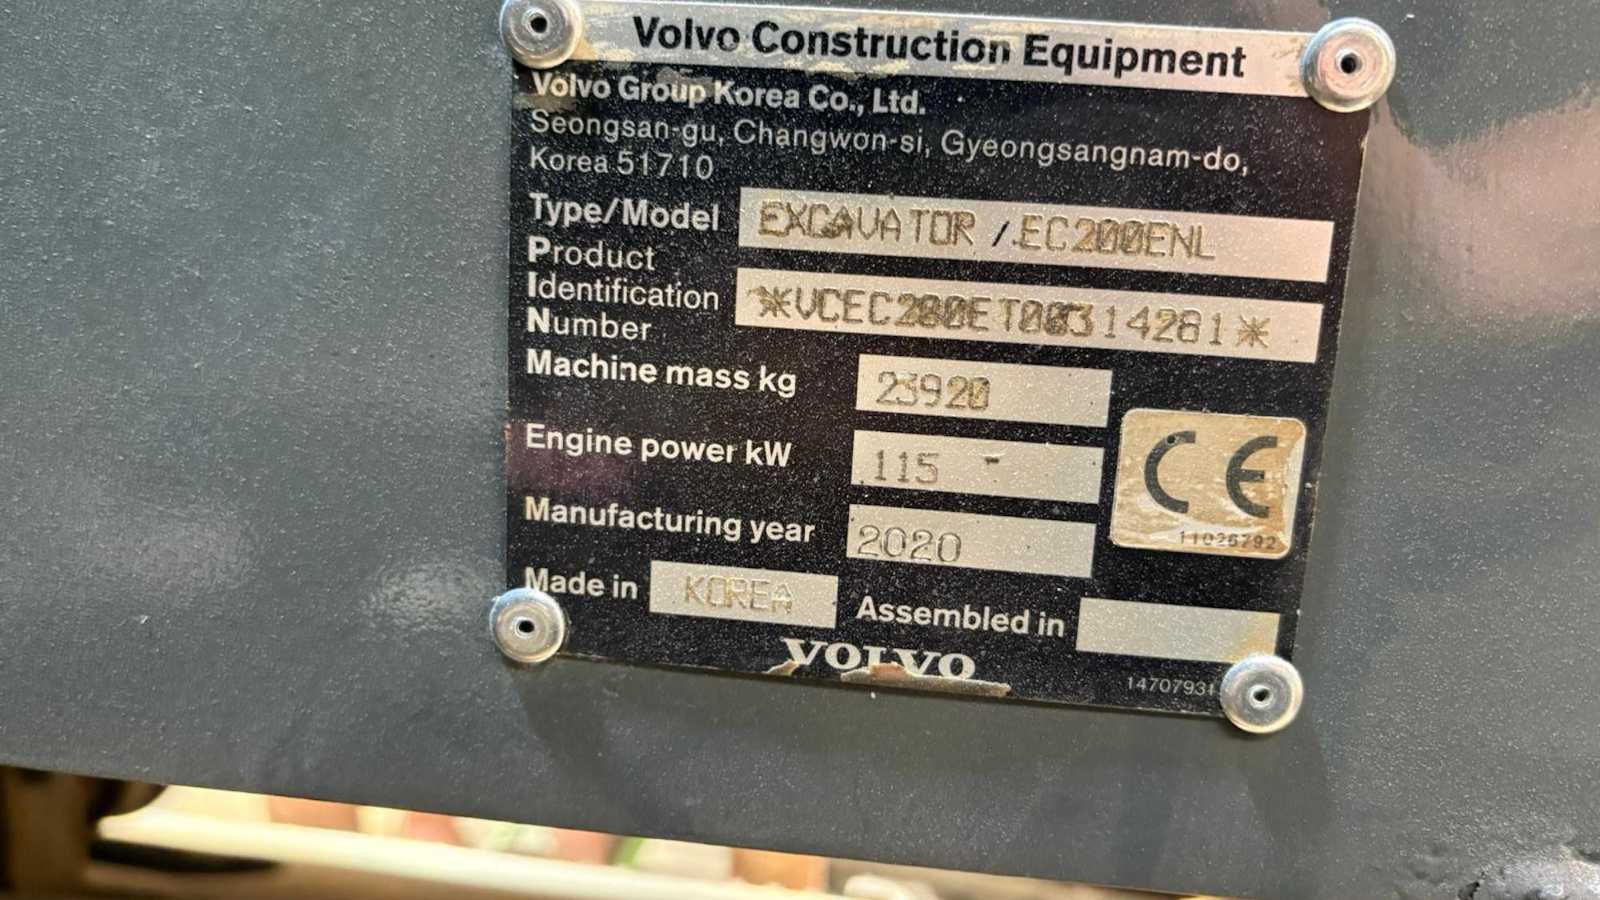 Volvo Construction Equipment
Volvo Group Korea Co., Ltd.
Seongsan-gu, Changwon-si, Gyeongsangnam-do,
Korea 51710
Type/Model EXCAVATOR / EC200ENL
Product
Identification *VCEC200ET00314281*
Number
Machine mass kg 23920
Engine power kW 115 -
Manufacturing year 2020
CE
11026792
Made in KOREA Assembled in
VOLVO
14707931